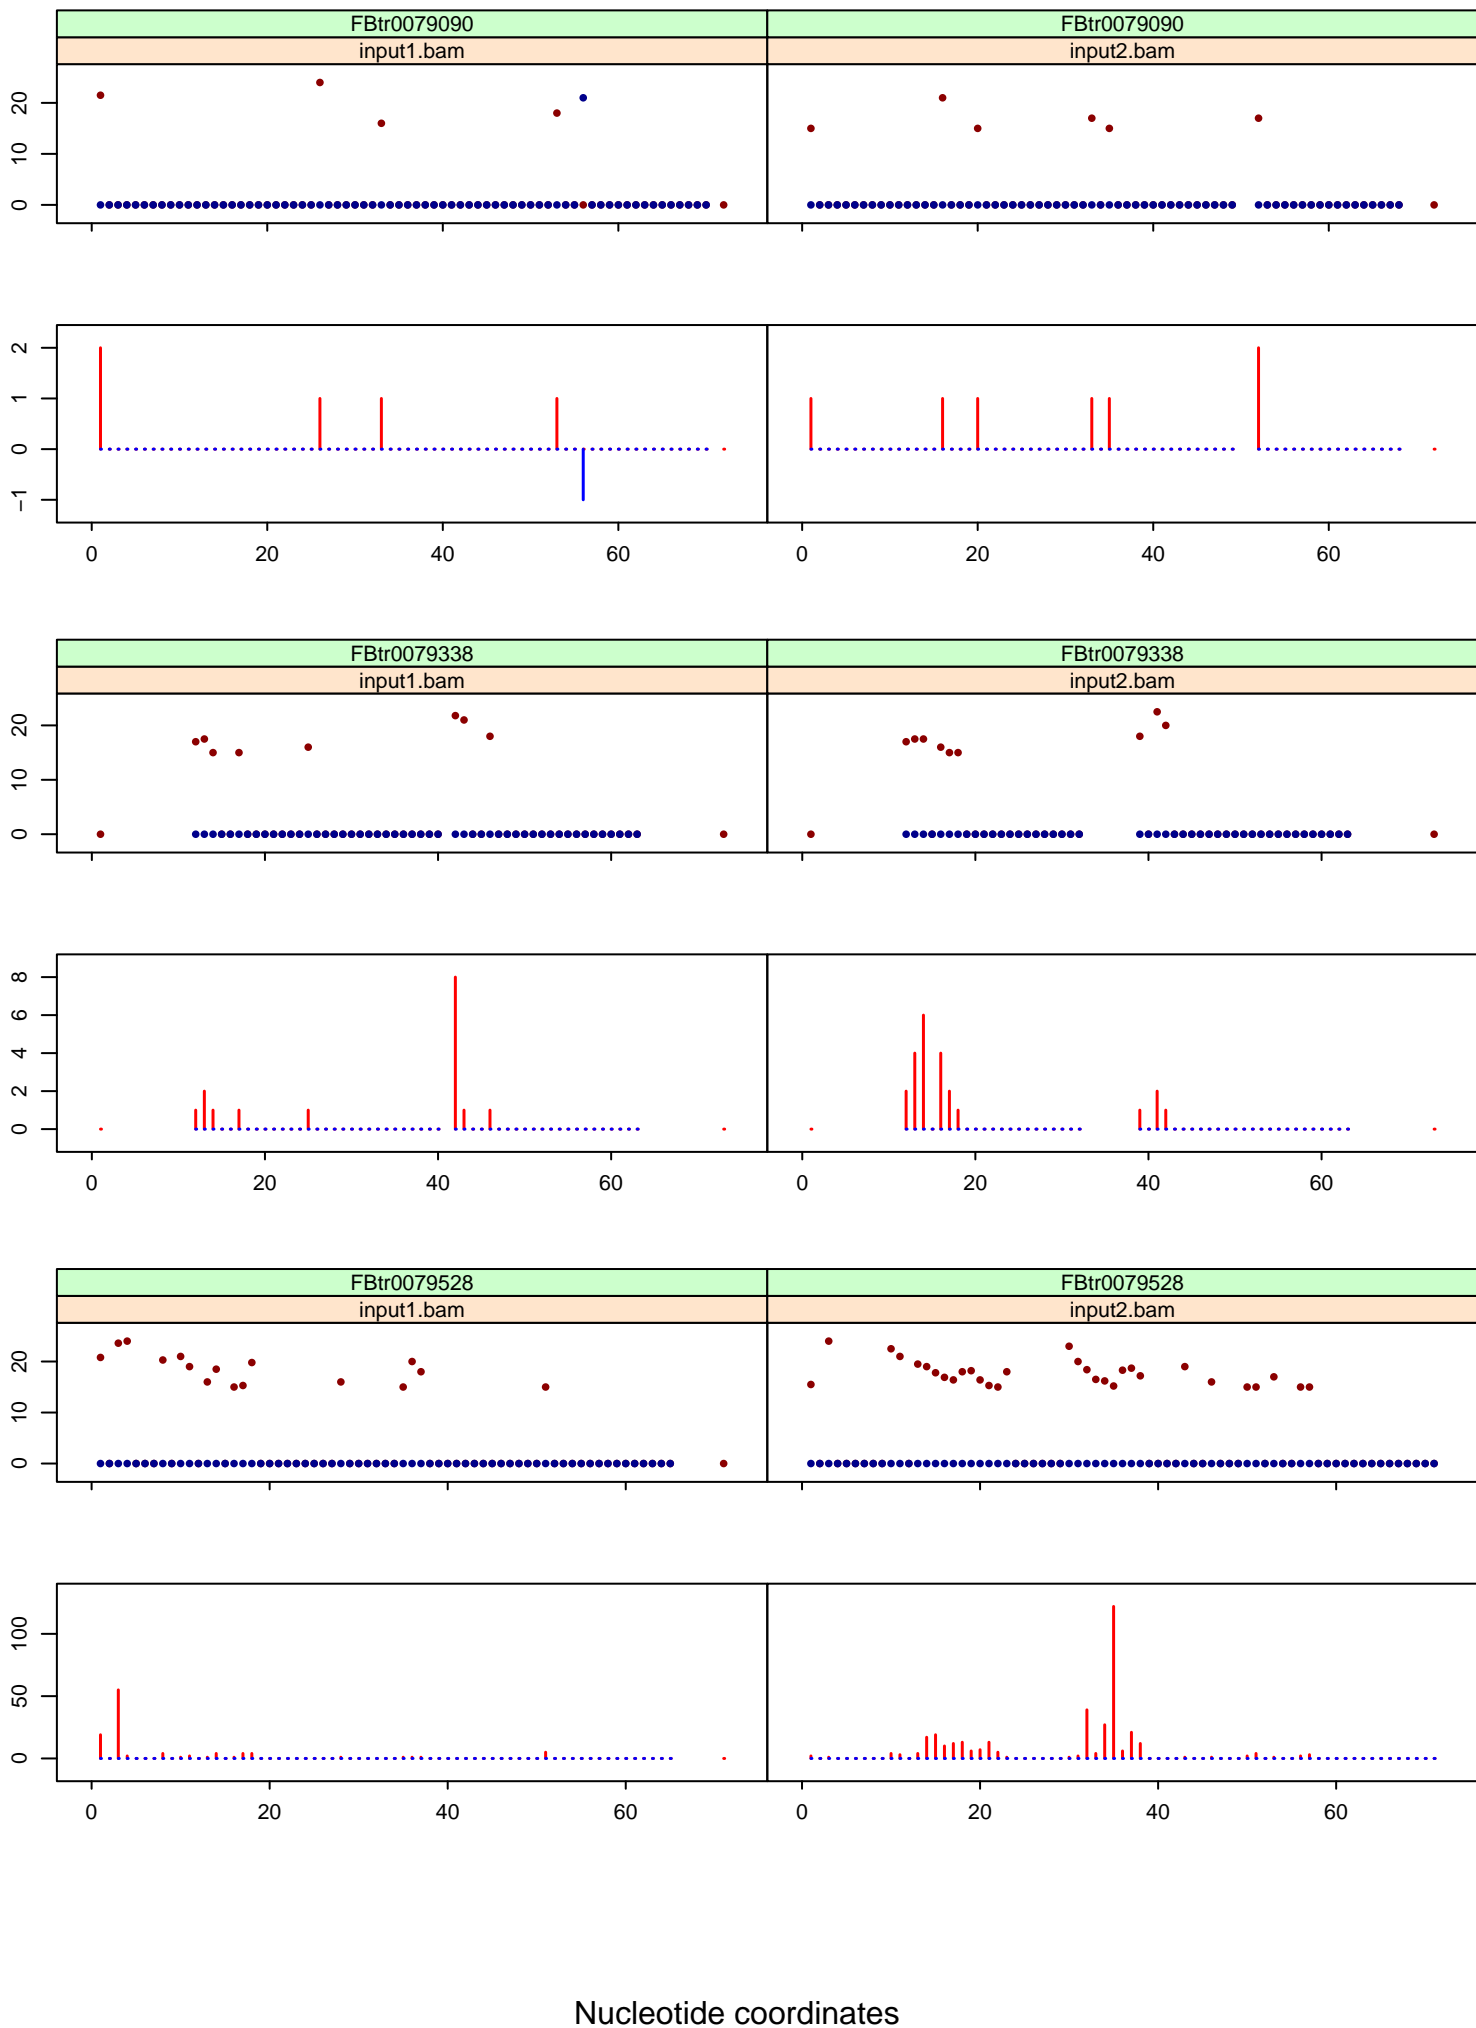 FBtr0079090 FBtr0079090
input1.bam input2.bam
20
10
0
2
1
0
−1
0 20 40 60 0 20 40 60
FBtr0079338 FBtr0079338
input1.bam input2.bam
20
10
0
8
6
4
2
0
0 20 40 60 0 20 40 60
FBtr0079528 FBtr0079528
input1.bam input2.bam
20
10
0
100
50
0
0 20 40 60 0 20 40 60
Nucleotide coordinates